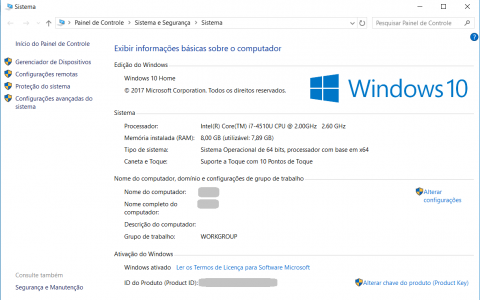 Sistema
Painel de Controle > Sistema e Segurança > Sistema
Pesquisar Painel de Controle
Início do Painel de Controle
Gerenciador de Dispositivos
Configurações remotas
Proteção do sistema
Configurações avançadas do
sistema
Exibir informações básicas sobre o computador
Edição do Windows
Windows 10 Home
© 2017 Microsoft Corporation. Todos os direitos reservados.
Windows 10
Sistema
Processador: Intel(R) Core(TM) i7-4510U CPU @ 2.00GHz 2.60 GHz
Memória instalada (RAM): 8,00 GB (utilizável: 7,89 GB)
Tipo de sistema: Sistema Operacional de 64 bits, processador com base em x64
Caneta e Toque: Suporte a Toque com 10 Pontos de Toque
Nome do computador, domínio e configurações de grupo de trabalho
Nome do computador:
Nome completo do
computador:
Descrição do computador:
Grupo de trabalho: WORKGROUP
Alterar
configurações
Ativação do Windows
Windows ativado Ler os Termos de Licença para Software Microsoft
ID do Produto (Product ID):
Alterar chave do produto (Product Key)
Consulte também
Segurança e Manutenção